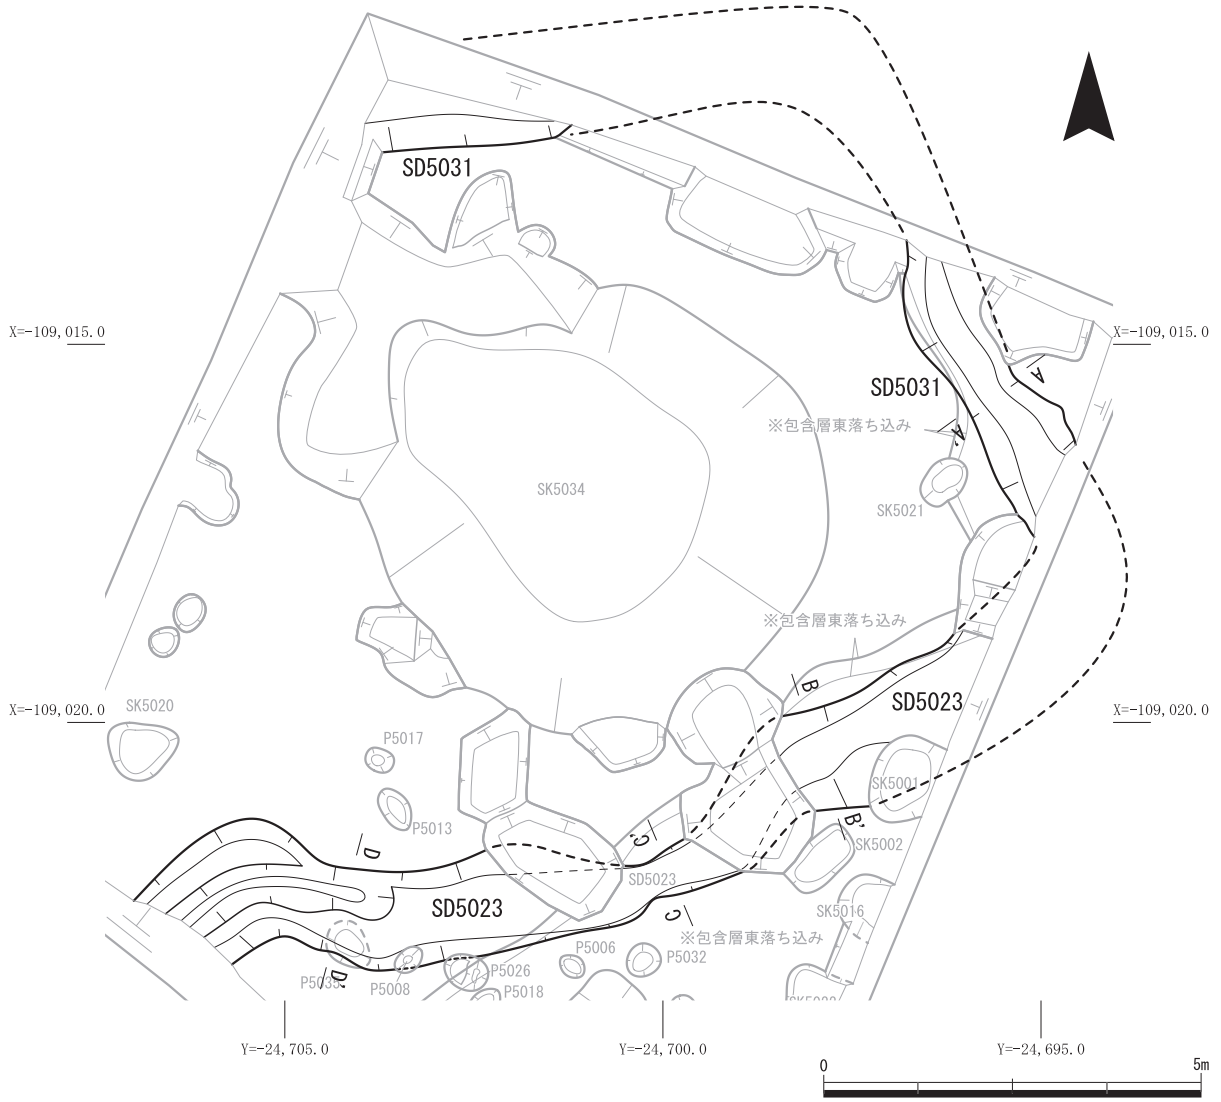 SD5031
X=-109,015.0
X=-109,015.0
A
SD5031
※包含層東落ち込み
A'
SK5034
SK5021
※包含層東落ち込み
B
SD5023
X=-109,020.0
X=-109,020.0
SK5020
P5017
SK5001
P5013
B'
C'
SK5002
D
SD5023
SD5023
C
SK5016
※包含層東落ち込み
P5006
P5032
P5026
P5035
D'
P5008
P5018
Y=-24,705.0
Y=-24,700.0
Y=-24,695.0
0
5m